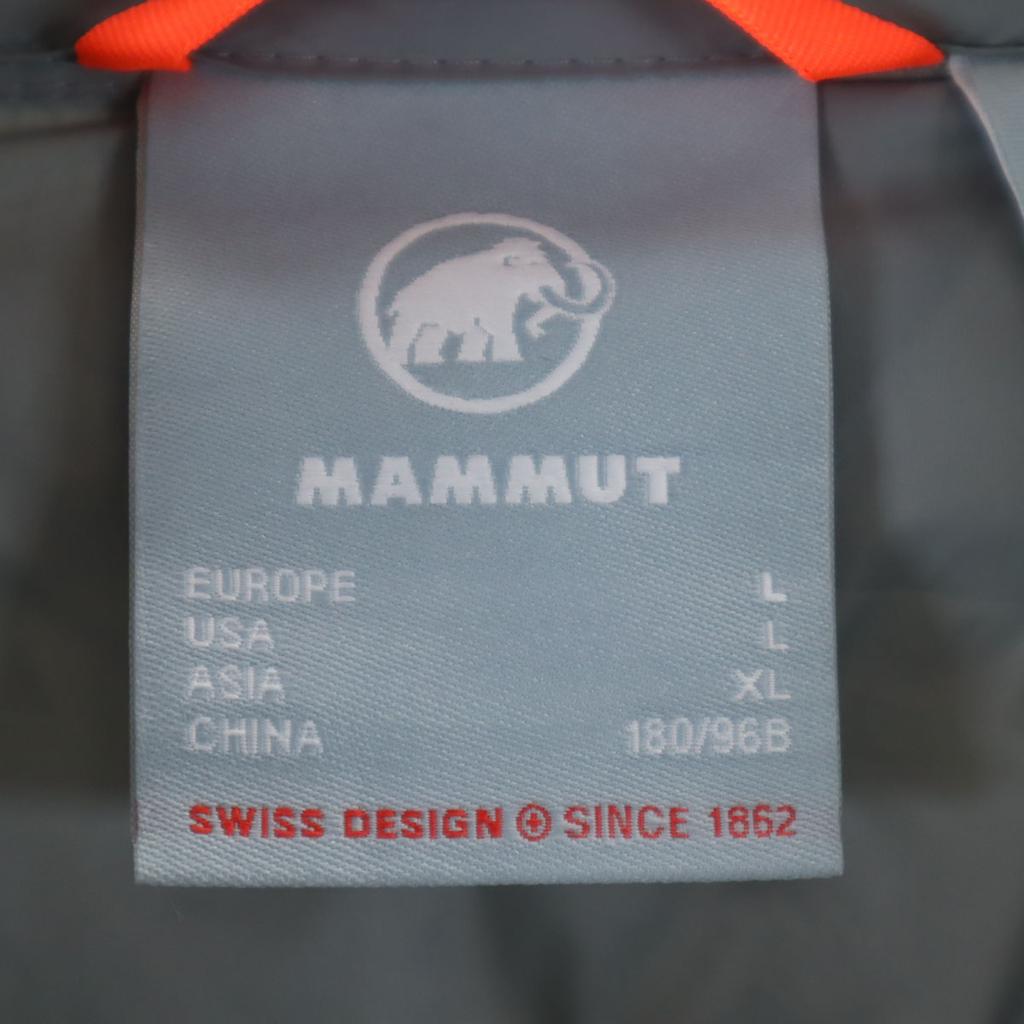 MAMMUT
EUROPE L
USA L
ASIA XL
CHINA 180/96B
SWISS DESIGN SINCE 1862